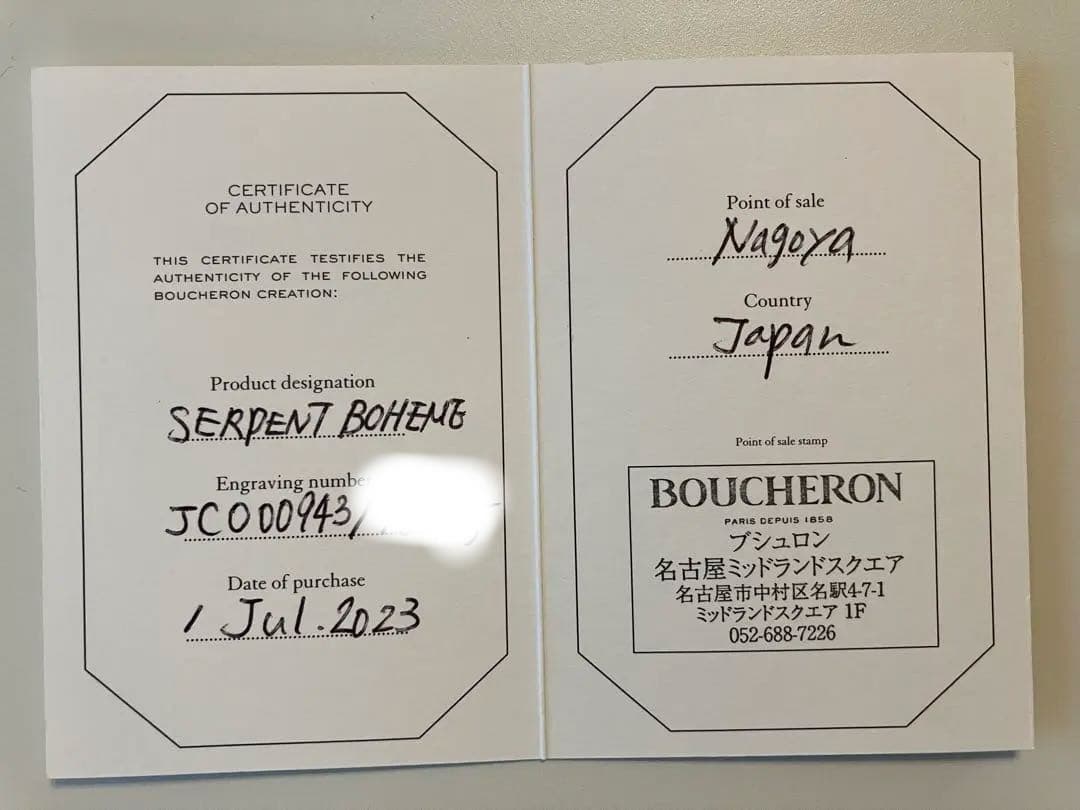 CERTIFICATE
OF AUTHENTICITY
THIS CERTIFICATE TESTIFIES THE
AUTHENTICITY OF THE FOLLOWING
BOUCHERON CREATION:
Product designation
SERPENT BOHEME
Engraving numbe
JC000943/
Date of purchase
1 Jul. 2023
Point of sale
Nagoya
Country
Japan
Point of sale stamp
BOUCHERON
PARIS DEPUIS 1858
ブシュロン
名古屋ミッドランドスクエア
名古屋市中村区名駅4-7-1
ミッドランドスクエア 1F
052-688-7226